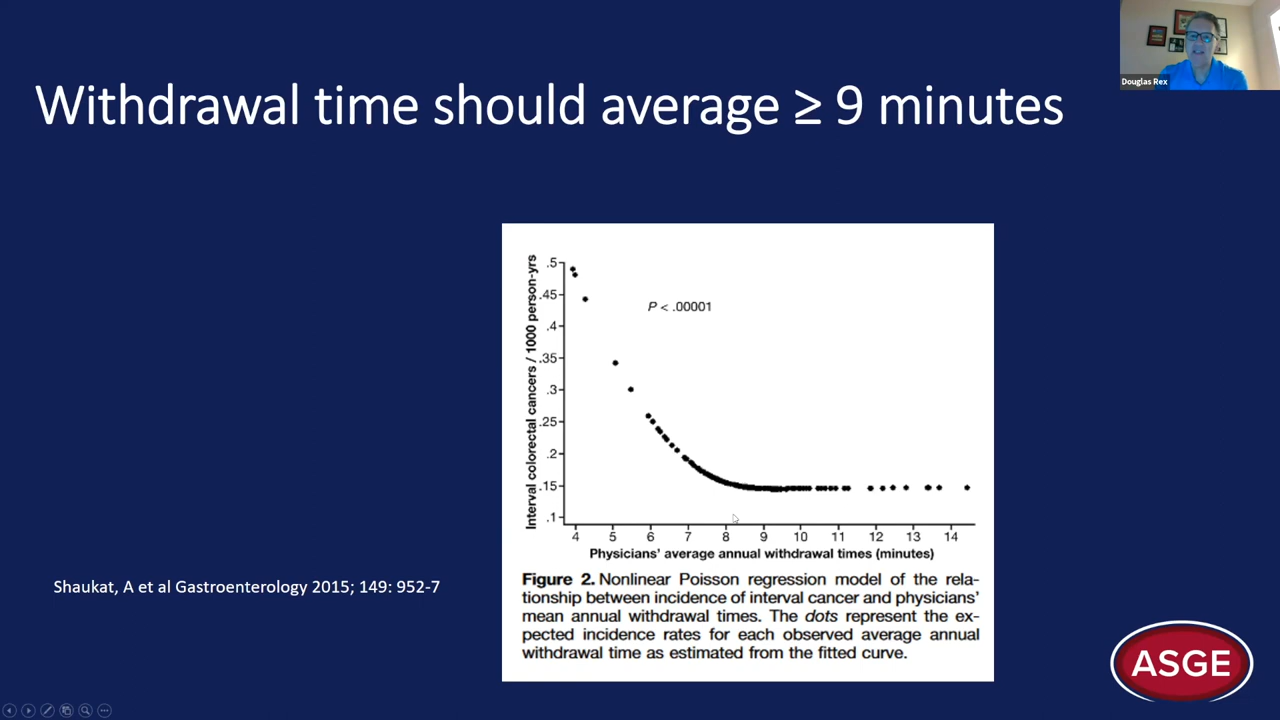 Douglas Rex
Withdrawal time should average ≥ 9 minutes
Interval colorectal cancers / 1000 person-yrs
.5
.45
.4
.35
.3
.25
.2
.15
.1
P < .00001
4 5 6 7 8 9 10 11 12 13 14
Physicians' average annual withdrawal times (minutes)
Figure 2. Nonlinear Poisson regression model of the rela-
tionship between incidence of interval cancer and physicians'
mean annual withdrawal times. The dots represent the ex-
pected incidence rates for each observed average annual
withdrawal time as estimated from the fitted curve.
Shaukat, A et al Gastroenterology 2015; 149: 952-7
ASGE